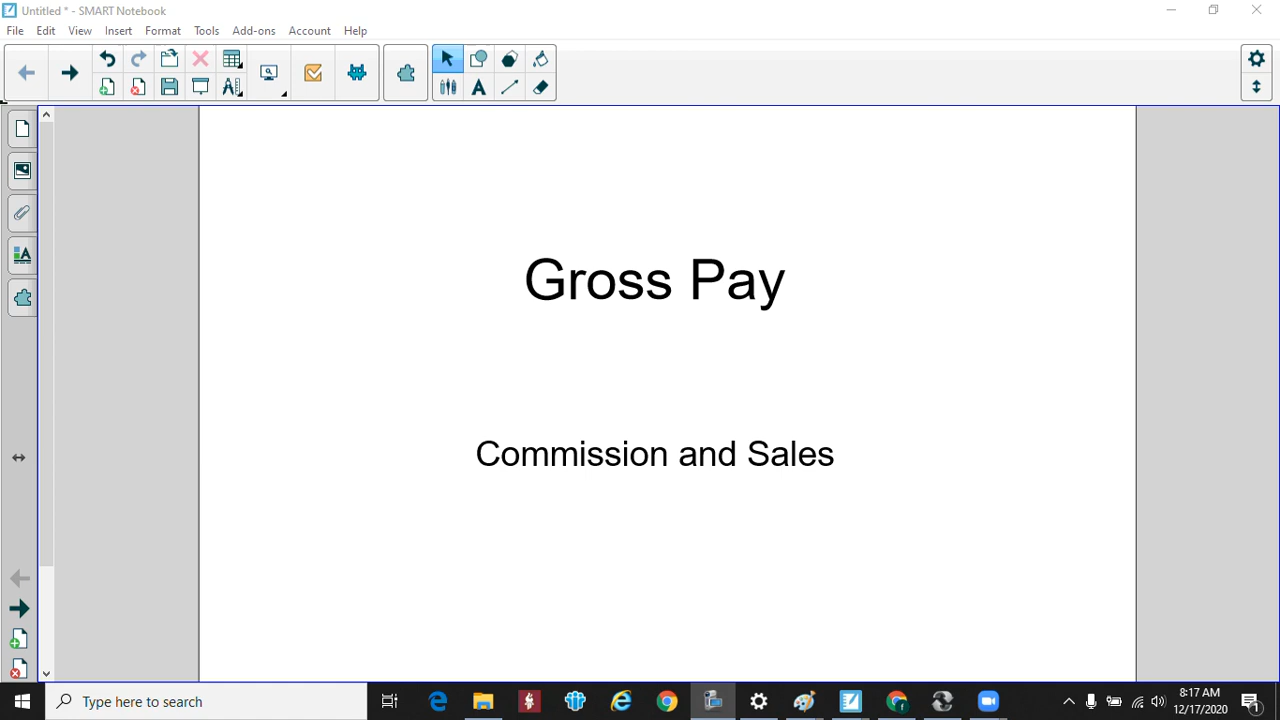 Untitled * - SMART Notebook
File Edit View Insert Format Tools Add-ons Account Help
Gross Pay
Commission and Sales
Type here to search
8:17 AM
12/17/2020
1